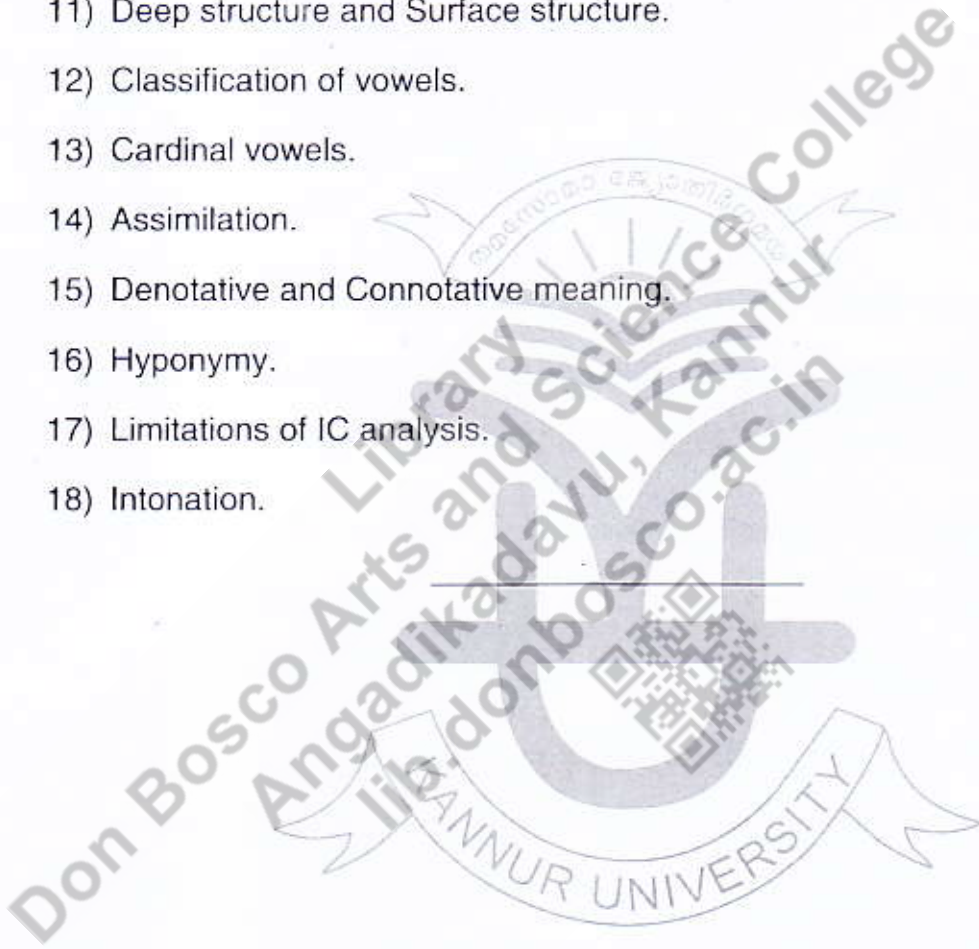 11) Deep structure and Surface structure.
12) Classification of vowels.
13) Cardinal vowels.
14) Assimilation.
15) Denotative and Connotative meaning.
16) Hyponymy.
17) Limitations of IC analysis.
18) Intonation.
Library
Don Bosco Arts and Science College
Angadikadavu, Kannur
lib.donbosco.ac.in
KANNUR UNIVERSITY